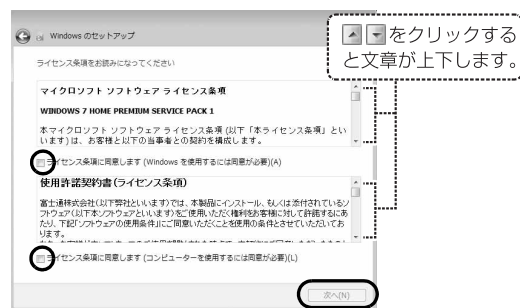 Windows のセットアップ
▲▼をクリックする
と文章が上下します。
ライセンス条項をお読みになってください
マイクロソフト ソフトウェア ライセンス条項
WINDOWS 7 HOME PREMIUM SERVICE PACK 1
本マイクロソフト ソフトウェア ライセンス条項 (以下「本ライセンス条項」とい
います) は、お客様と以下の当事者との契約を構成します。
ライセンス条項に同意します (Windows を使用するには同意が必要)(A)
使用許諾契約書(ライセンス条項)
富士通株式会社(以下弊社といいます)では、本製品にインストール、もしくは添付されているソ
フトウェア(以下本ソフトウェアといいます)をご使用いただく権利をお客様に対して許諾するにあ
たり、下記「ソフトウェアの使用条件」にご同意いただくことを使用の条件とさせていただいてお
ります。
ライセンス条項に同意します (コンピューターを使用するには同意が必要)(L)
次へ(N)